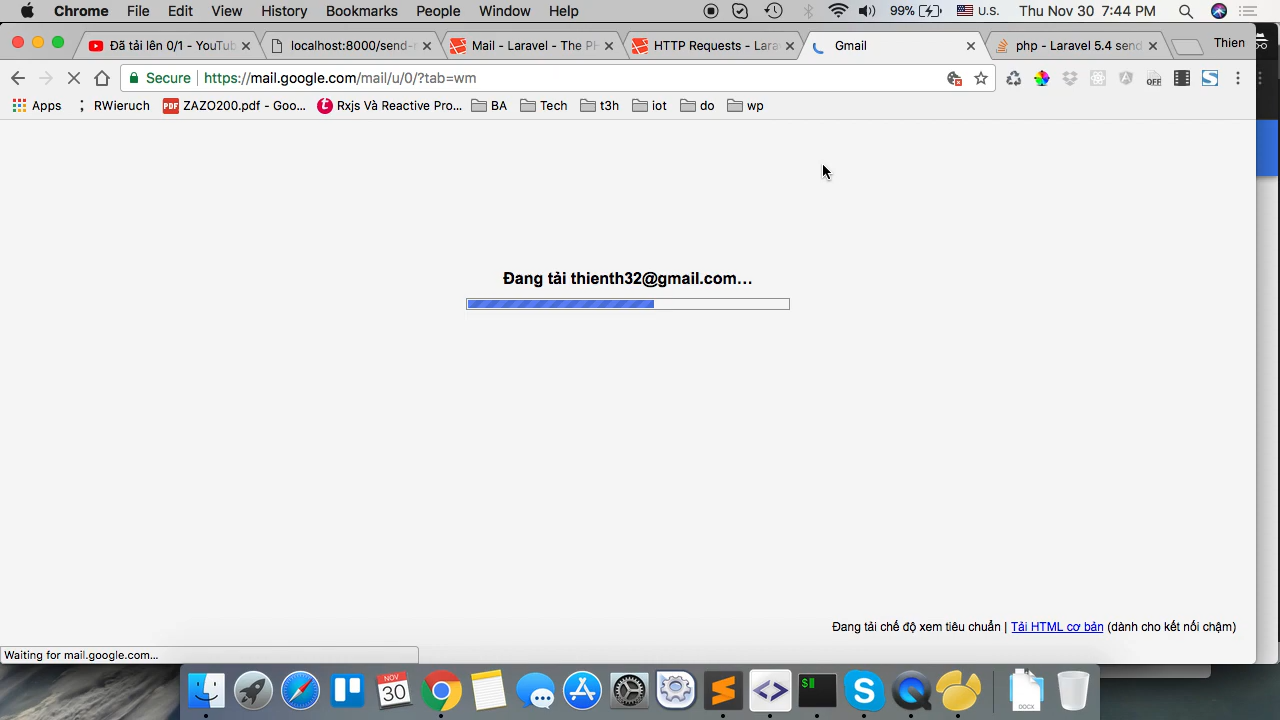 Chrome File Edit View History Bookmarks People Window Help 99% U.S. Thu Nov 30 7:44 PM
Đã tải lên 0/1 - YouTub localhost:8000/send- Mail - Laravel - The PH HTTP Requests - Lara Gmail php - Laravel 5.4 send Thien
Secure https://mail.google.com/mail/u/0/?tab=wm OFF
Apps RWieruch PDF ZAZO200.pdf - Goo... Rxjs Và Reactive Pro... BA Tech t3h iot do wp
Đang tải thienth32@gmail.com…
Đang tải chế độ xem tiêu chuẩn | Tải HTML cơ bản (dành cho kết nối chậm)
Waiting for mail.google.com...
NOV
30
DOCX